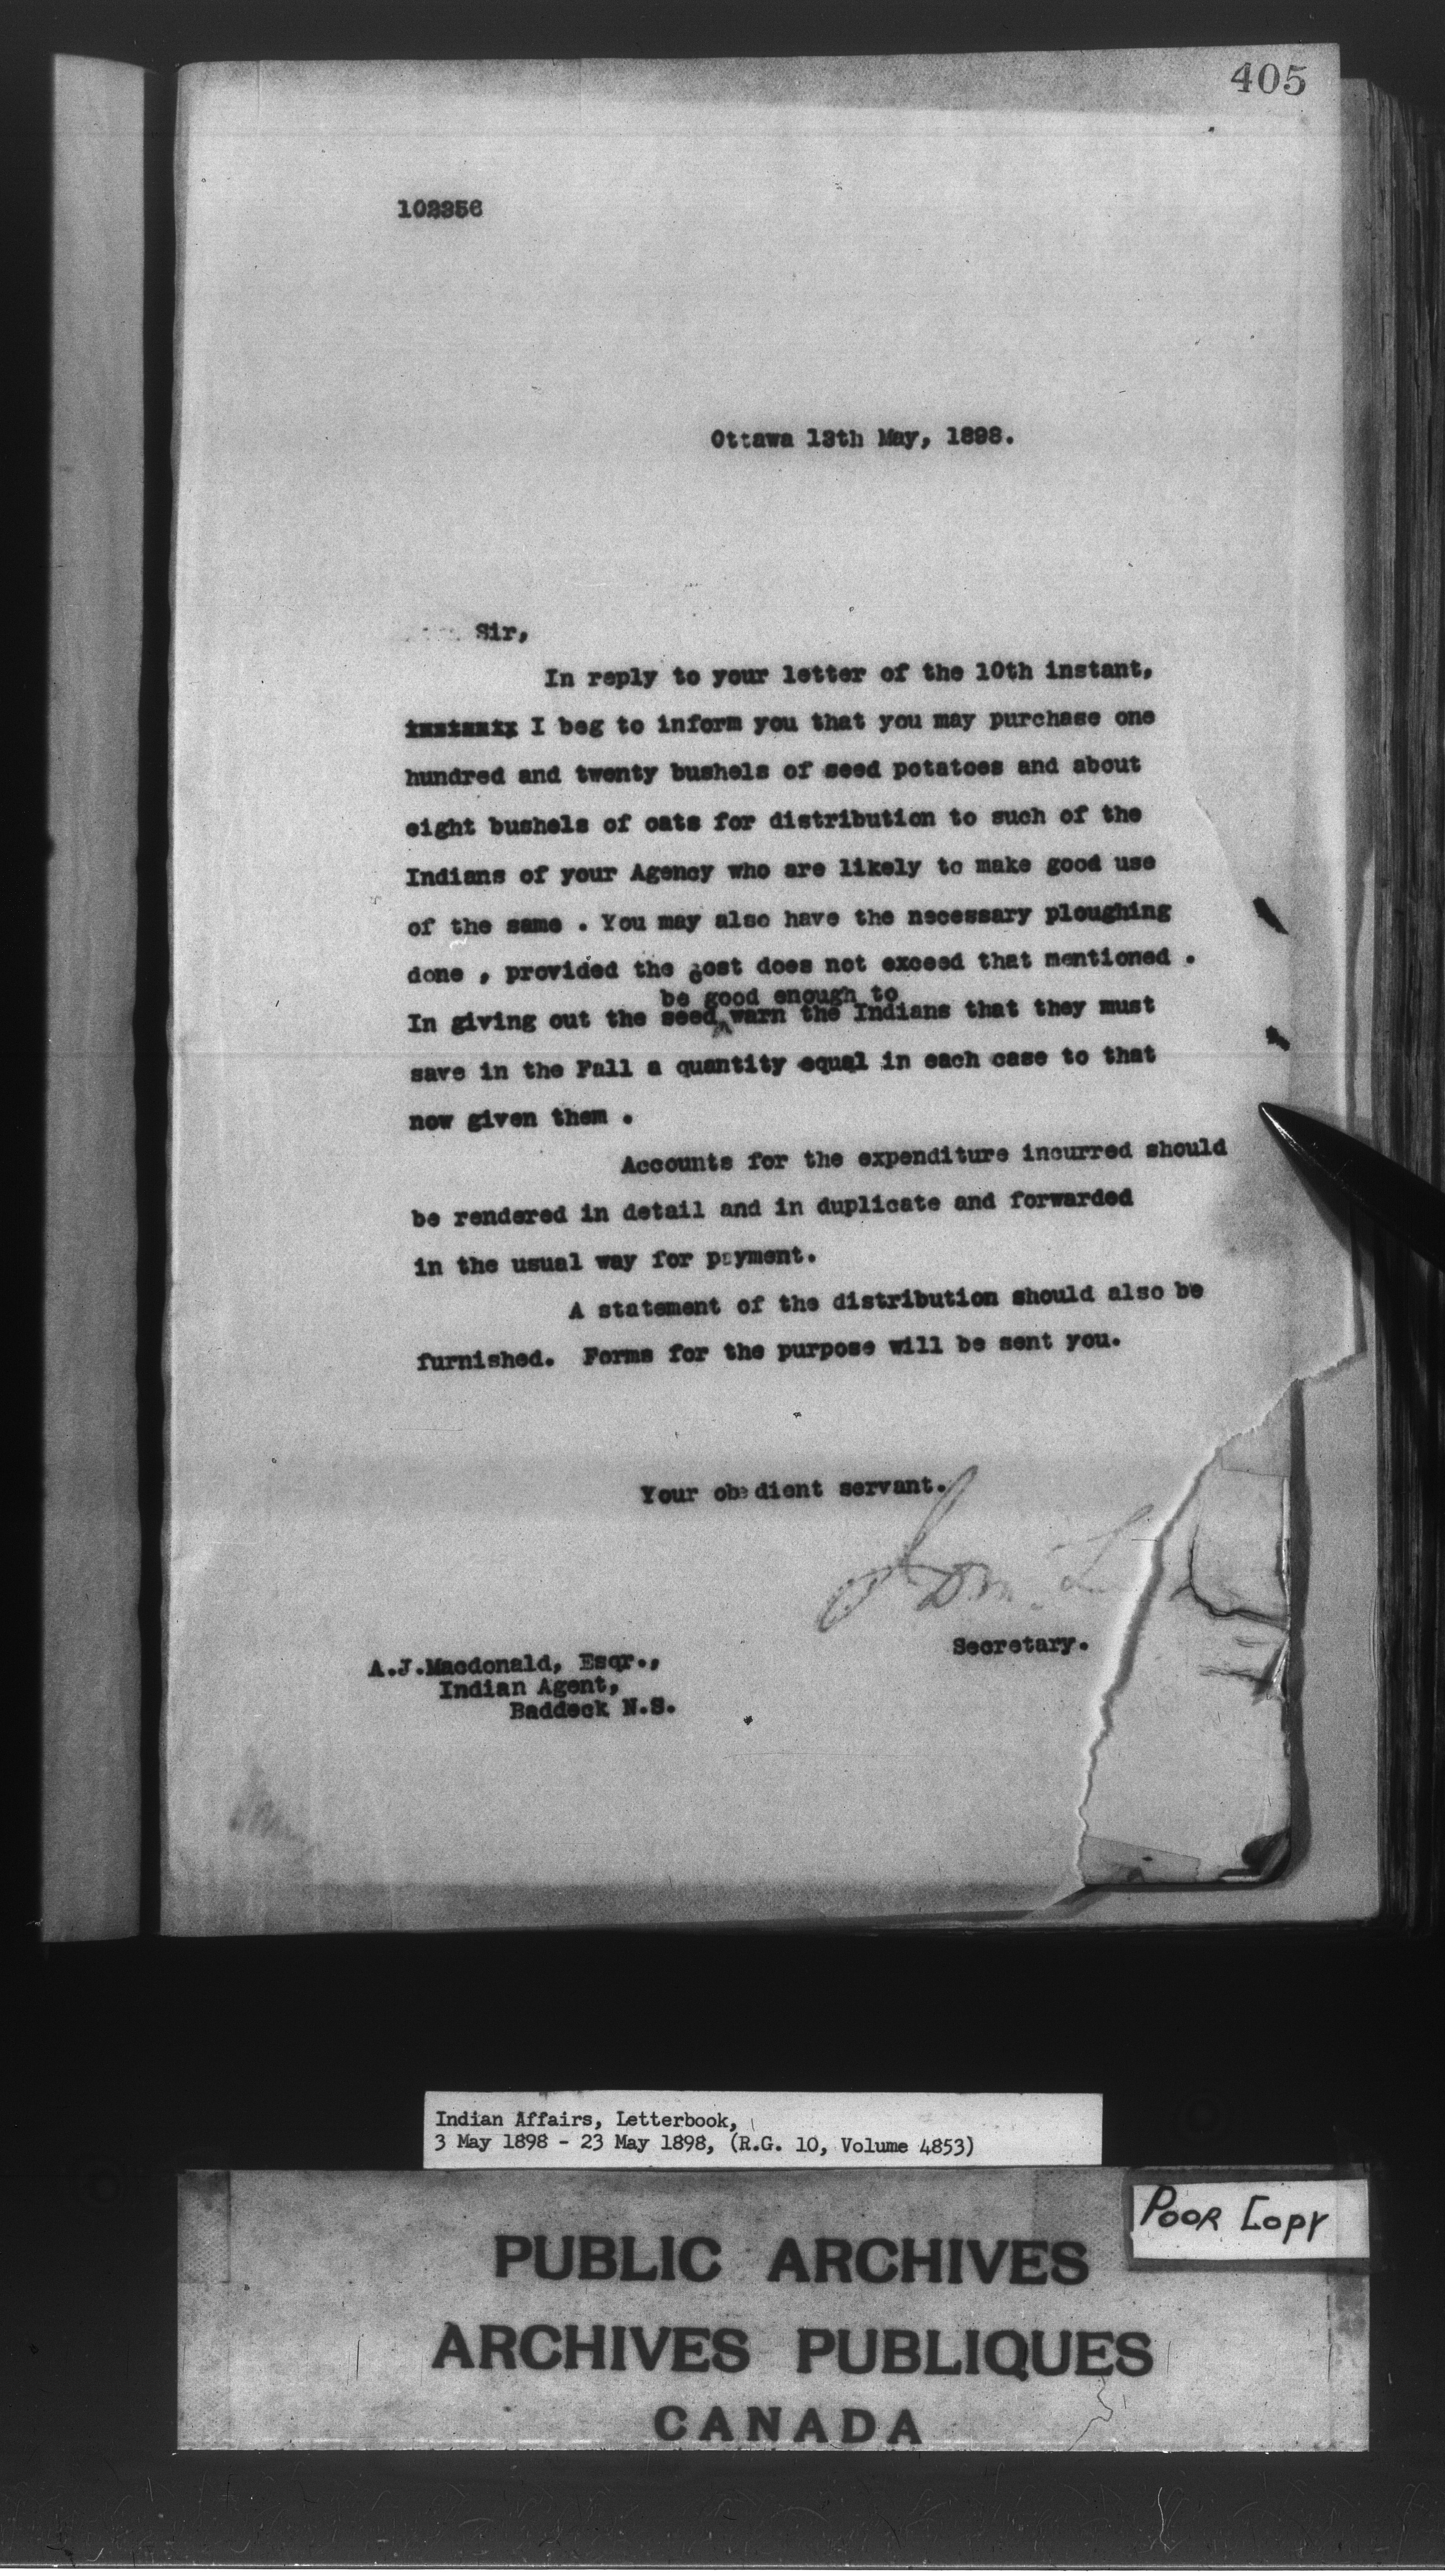 405
102356
Ottawa 13th May, 1898.
Sir,
In reply to your letter of the 10th instant,
I beg to inform you that you may purchase one
hundred and twenty bushels of seed potatoes and about
eight bushels of oats for distribution to such of the
Indians of your Agency who are likely to make good use
of the same . You may also have the necessary ploughing
done , provided the cost does not exceed that mentioned .
be good enough to
In giving out the seed warn the Indians that they must
save in the Fall a quantity equal in each case to that
now given them .
Accounts for the expenditure incurred should
be rendered in detail and in duplicate and forwarded
in the usual way for payment.
A statement of the distribution should also be
furnished. Forms for the purpose will be sent you.
Your obedient servant.
Secretary.
A.J.Macdonald, Esqr.,
Indian Agent,
Baddeck N.S.
Indian Affairs, Letterbook,
3 May 1898 - 23 May 1898, (R.G. 10, Volume 4853)
POOR COPY
PUBLIC ARCHIVES
ARCHIVES PUBLIQUES
CANADA